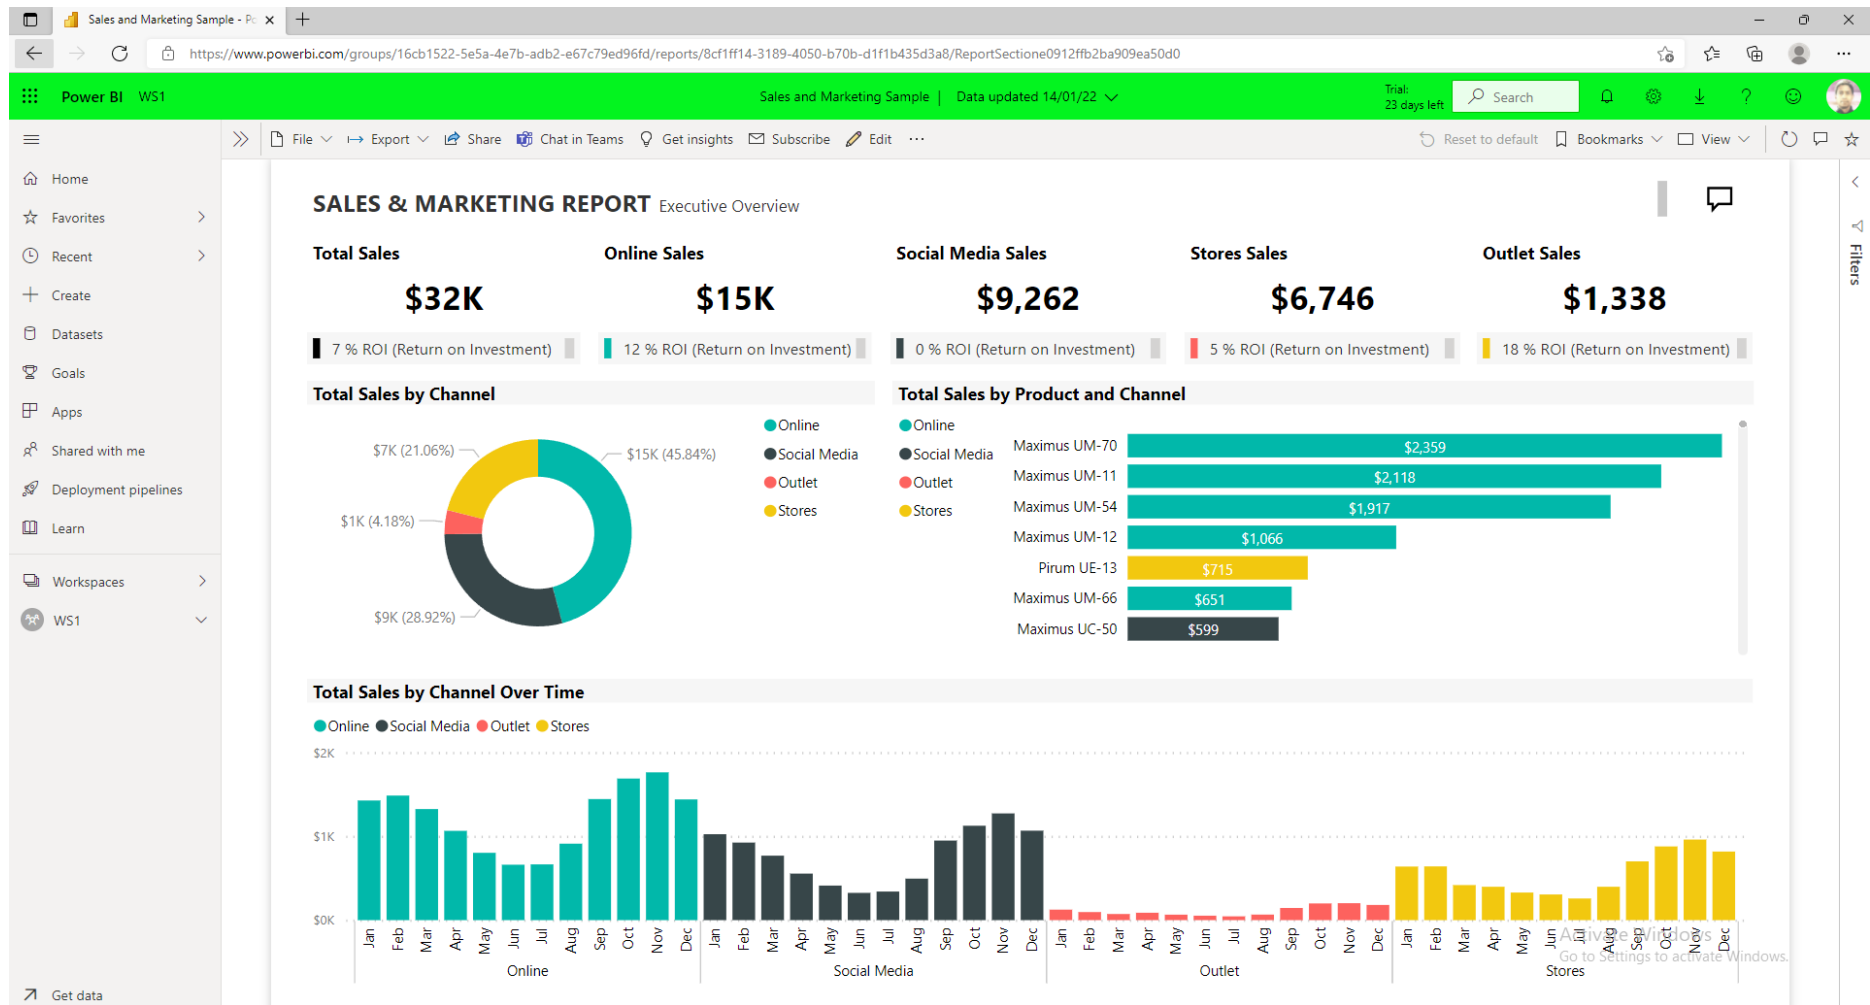 Sales and Marketing Sample - Po
https://www.powerbi.com/groups/16cb1522-5e5a-4e7b-adb2-e67c79ed96fd/reports/8cf1ff14-3189-4050-b70b-d1f1b435d3a8/ReportSectione0912ffb2ba909ea50d0
Power BI WS1
Sales and Marketing Sample | Data updated 14/01/22
Trial:
23 days left
Search
File Export Share Chat in Teams Get insights Subscribe Edit ···
Reset to default Bookmarks View
Home
Favorites
Recent
Create
Datasets
Goals
Apps
Shared with me
Deployment pipelines
Learn
Workspaces
WS1
Get data
Filters
SALES & MARKETING REPORT Executive Overview
Total Sales Online Sales Social Media Sales Stores Sales Outlet Sales
$32K $15K $9,262 $6,746 $1,338
7 % ROI (Return on Investment) 12 % ROI (Return on Investment) 0 % ROI (Return on Investment) 5 % ROI (Return on Investment) 18 % ROI (Return on Investment)
Total Sales by Channel
$7K (21.06%)
$15K (45.84%)
$1K (4.18%)
$9K (28.92%)
Online
Social Media
Outlet
Stores
Total Sales by Product and Channel
Online
Social Media
Outlet
Stores
Maximus UM-70 $2,359
Maximus UM-11 $2,118
Maximus UM-54 $1,917
Maximus UM-12 $1,066
Pirum UE-13 $715
Maximus UM-66 $651
Maximus UC-50 $599
Total Sales by Channel Over Time
Online Social Media Outlet Stores
$2K
$1K
$0K
Jan Feb Mar Apr May Jun Jul Aug Sep Oct Nov Dec Jan Feb Mar Apr May Jun Jul Aug Sep Oct Nov Dec Jan Feb Mar Apr May Jun Jul Aug Sep Oct Nov Dec Jan Feb Mar Apr May Jun Jul Aug Sep Oct Nov Dec
Online Social Media Outlet Stores
Activate Windows
Go to Settings to activate Windows.